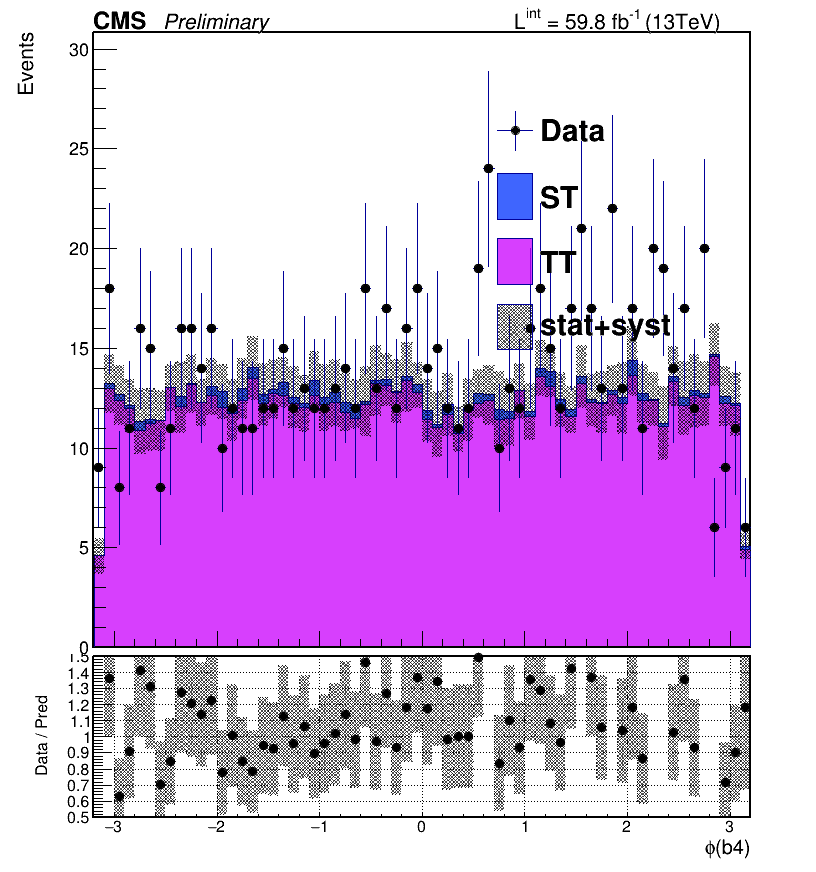 CMS Preliminary L^int = 59.8 fb^-1 (13TeV)
Events
30
25
20
15
10
5
0
Data
ST
TT
stat+syst
Data / Pred
1.5
1.4
1.3
1.2
1.1
1
0.9
0.8
0.7
0.6
0.5
−3 −2 −1 0 1 2 3
ϕ(b4)